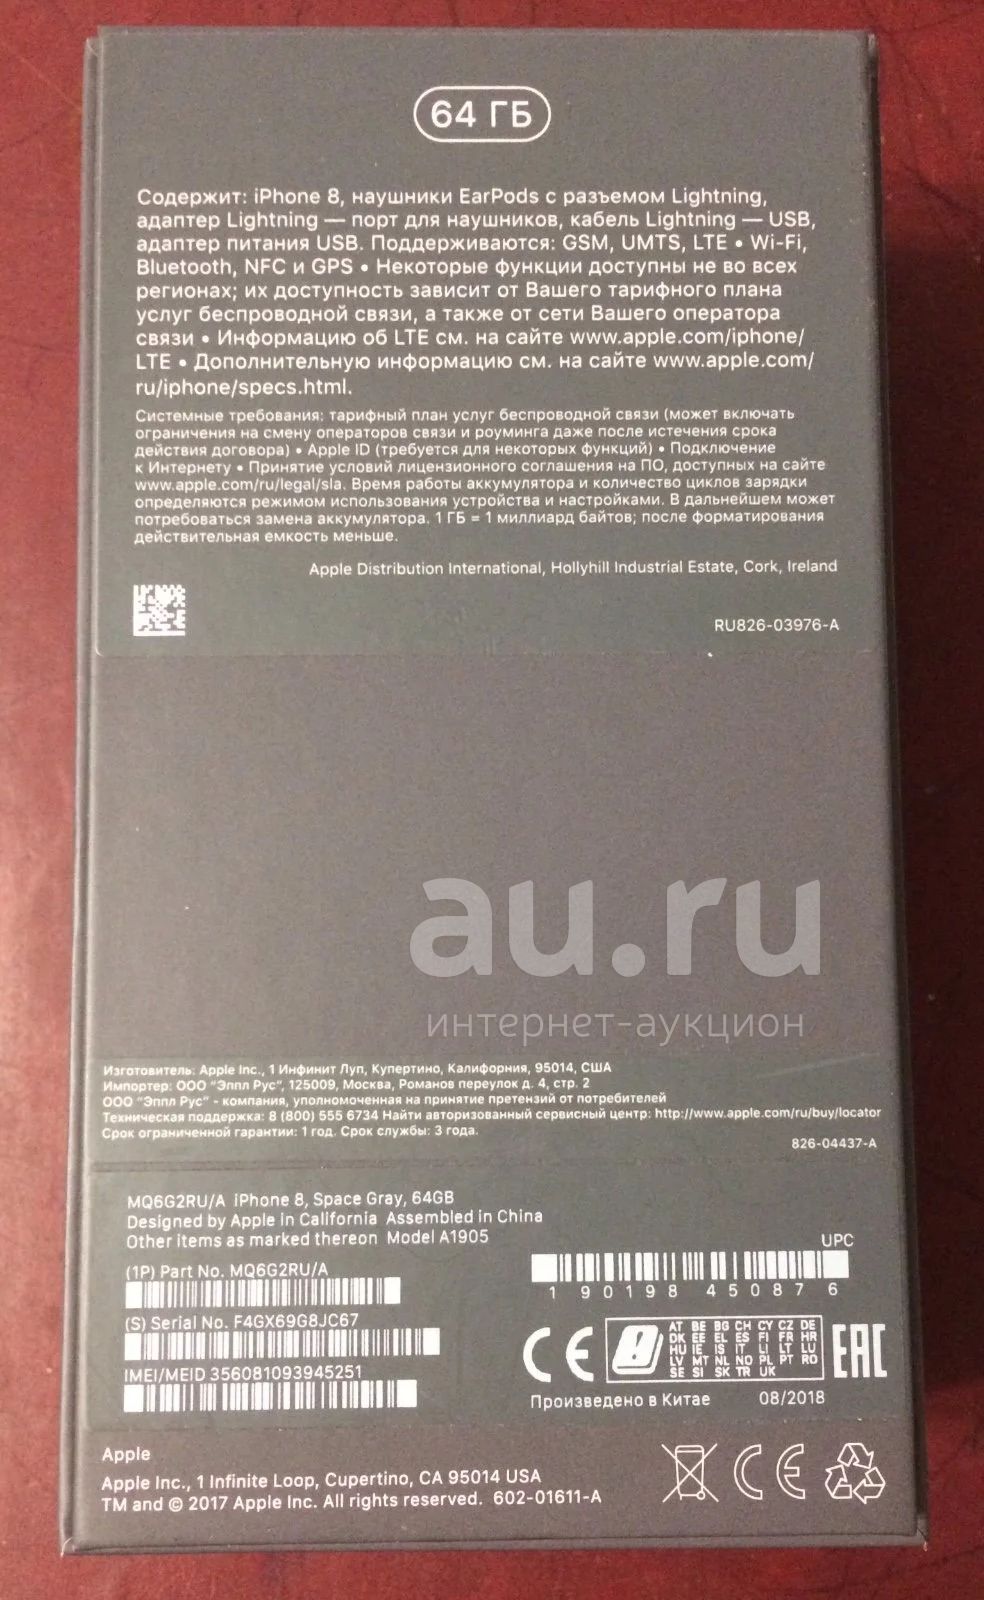 64 ГБ
Содержит: iPhone 8, наушники EarPods с разъемом Lightning,
адаптер Lightning — порт для наушников, кабель Lightning — USB,
адаптер питания USB. Поддерживаются: GSM, UMTS, LTE • Wi-Fi,
Bluetooth, NFC и GPS • Некоторые функции доступны не во всех
регионах; их доступность зависит от Вашего тарифного плана
услуг беспроводной связи, а также от сети Вашего оператора
связи • Информацию об LTE см. на сайте www.apple.com/iphone/
LTE • Дополнительную информацию см. на сайте www.apple.com/
ru/iphone/specs.html.
Системные требования: тарифный план услуг беспроводной связи (может включать
ограничения на смену операторов связи и роуминга даже после истечения срока
действия договора) • Apple ID (требуется для некоторых функций) • Подключение
к Интернету • Принятие условий лицензионного соглашения на ПО, доступных на сайте
www.apple.com/ru/legal/sla. Время работы аккумулятора и количество циклов зарядки
определяются режимом использования устройства и настройками. В дальнейшем может
потребоваться замена аккумулятора. 1 ГБ = 1 миллиард байтов; после форматирования
действительная емкость меньше.
Apple Distribution International, Hollyhill Industrial Estate, Cork, Ireland
RU826-03976-A
au.ru
интернет-аукцион
Изготовитель: Apple Inc., 1 Инфинит Луп, Купертино, Калифорния, 95014, США
Импортер: ООО "Эппл Рус", 125009, Москва, Романов переулок д. 4, стр. 2
ООО "Эппл Рус" - компания, уполномоченная на принятие претензий от потребителей
Техническая поддержка: 8 (800) 555 6734 Найти авторизованный сервисный центр: http://www.apple.com/ru/buy/locator
Срок ограниченной гарантии: 1 год. Срок службы: 3 года.
826-04437-A
MQ6G2RU/A iPhone 8, Space Gray, 64GB
Designed by Apple in California Assembled in China
Other items as marked thereon Model A1905
UPC
(1P) Part No. MQ6G2RU/A
1 90198 45087 6
(S) Serial No. F4GX69G8JC67
IMEI/MEID 356081093945251
CE
AT BE BG CH CY CZ DE
DK EE EL ES FI FR HR
HU IE IS IT LI LT LU
LV MT NL NO PL PT RO
SE SI SK TR UK
EAC
Произведено в Китае 08/2018
Apple
Apple Inc., 1 Infinite Loop, Cupertino, CA 95014 USA
TM and © 2017 Apple Inc. All rights reserved. 602-01611-A
CE